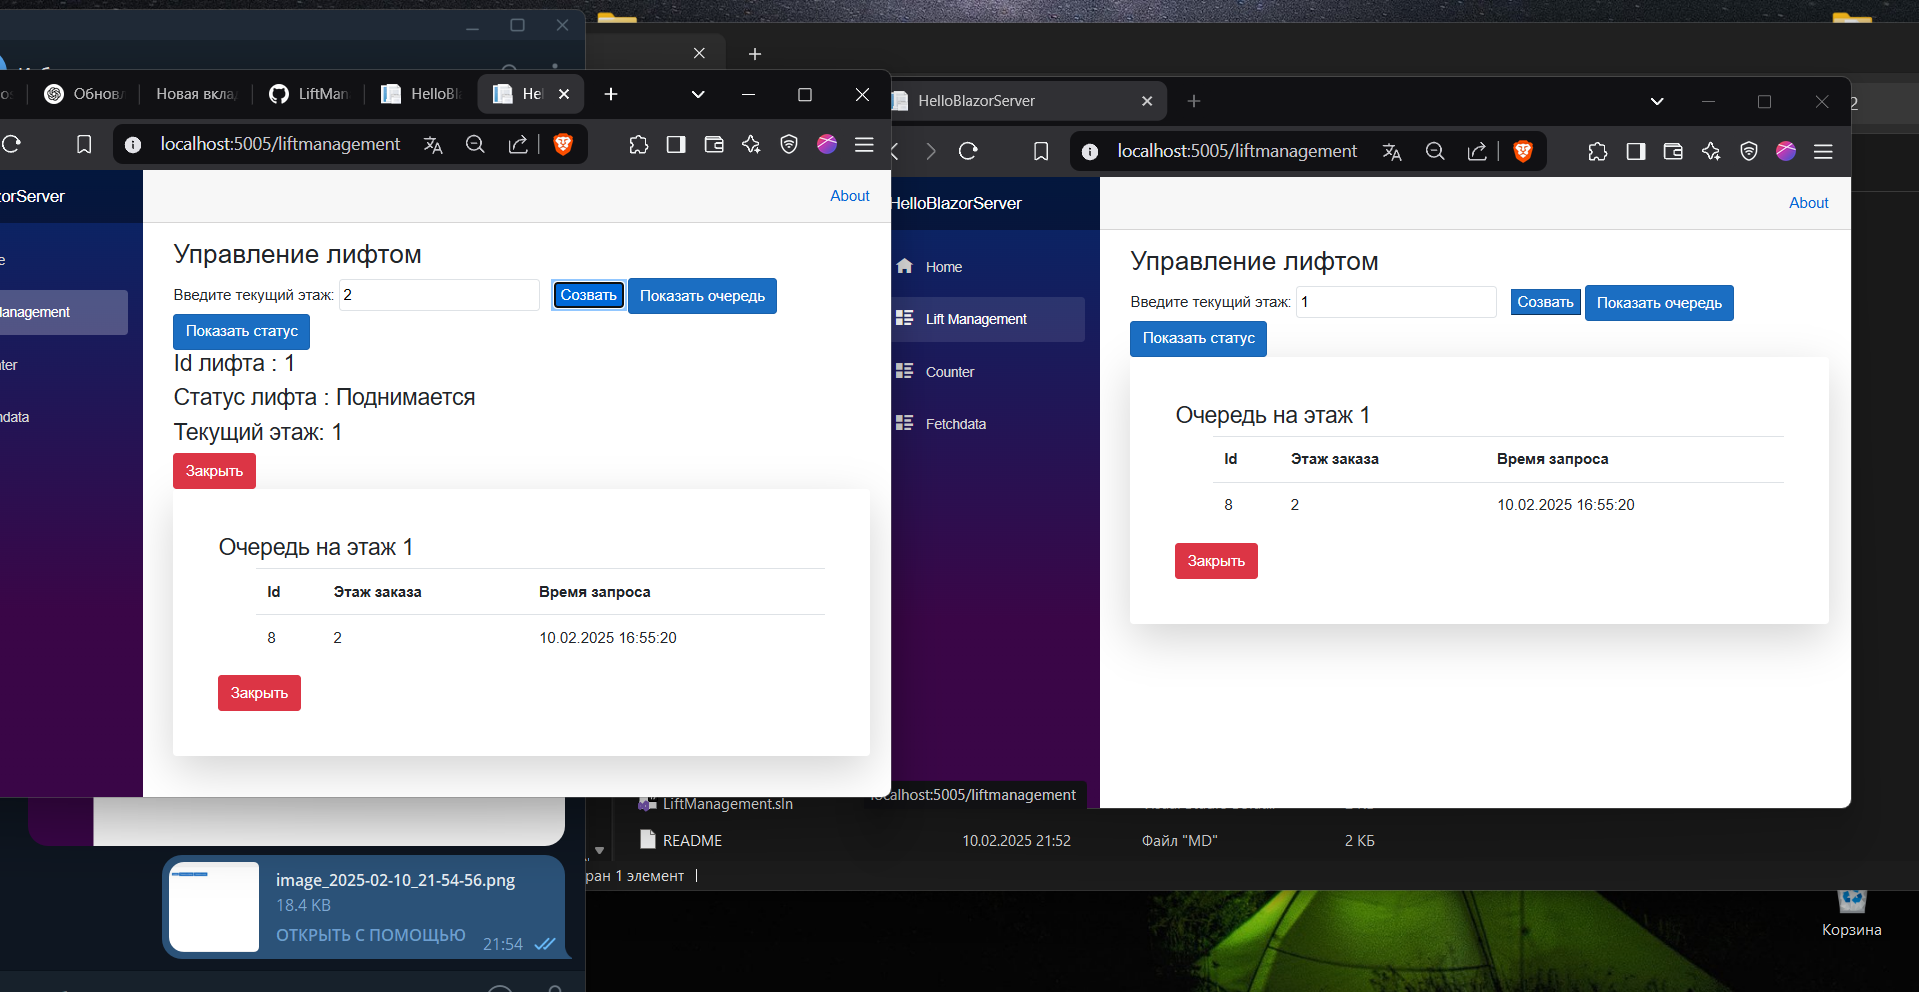 Обнов
Новая вкла
LiftMan
HelloBl
Hel
localhost:5005/liftmanagement
orServer
About
Управление лифтом
Введите текущий этаж: 2 Созвать Показать очередь
Показать статус
Id лифта : 1
Статус лифта : Поднимается
Текущий этаж: 1
Закрыть
Очередь на этаж 1
Id Этаж заказа Время запроса
8 2 10.02.2025 16:55:20
Закрыть
HelloBlazorServer
localhost:5005/liftmanagement
HelloBlazorServer
About
Home
Lift Management
Counter
Fetchdata
Управление лифтом
Введите текущий этаж: 1 Созвать Показать очередь
Показать статус
Очередь на этаж 1
Id Этаж заказа Время запроса
8 2 10.02.2025 16:55:20
Закрыть
localhost:5005/liftmanagement
LiftManagement.sln
README 10.02.2025 21:52 Файл "MD" 2 КБ
ран 1 элемент
image_2025-02-10_21-54-56.png
18.4 KB
ОТКРЫТЬ С ПОМОЩЬЮ
21:54
Корзина